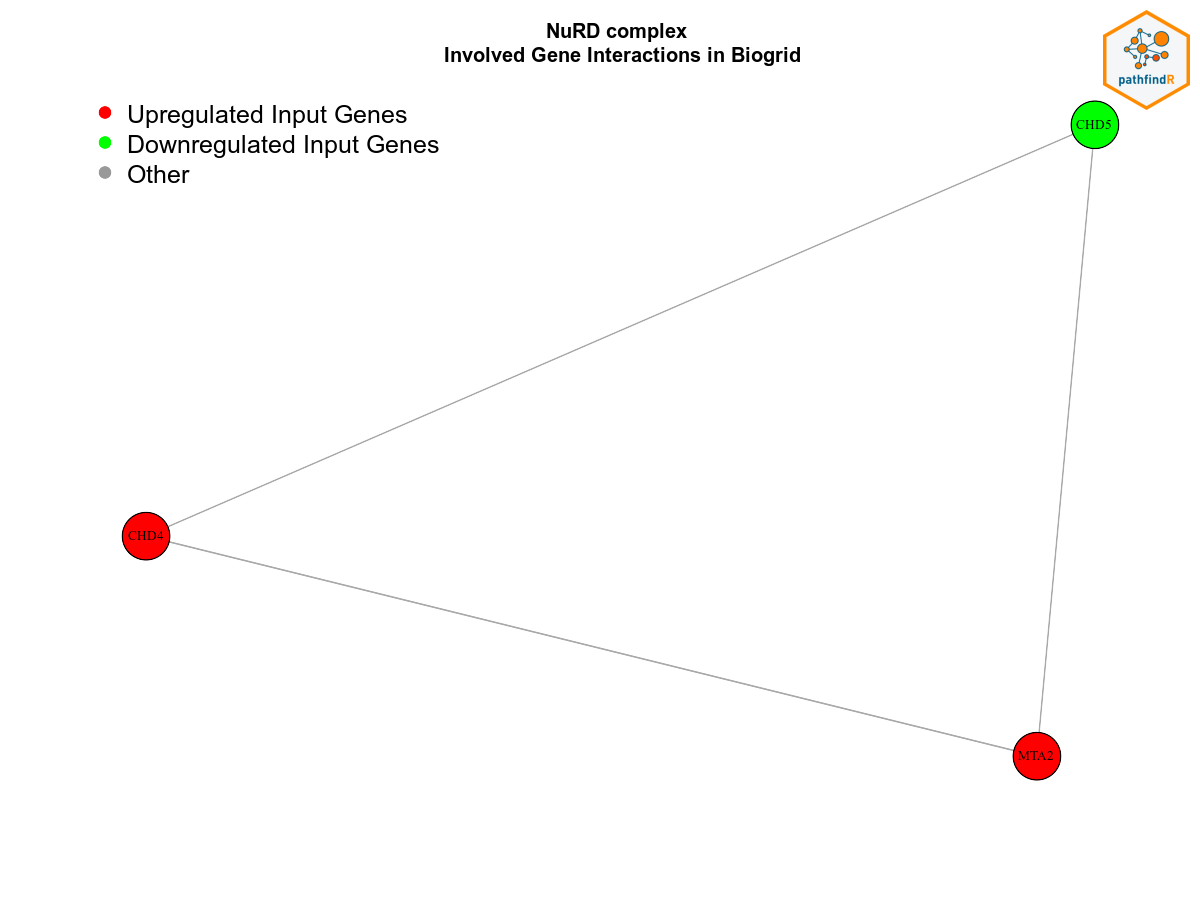 NuRD complex
Involved Gene Interactions in Biogrid
pathfindR
Upregulated Input Genes
Downregulated Input Genes
Other
CHD5
CHD4
MTA2